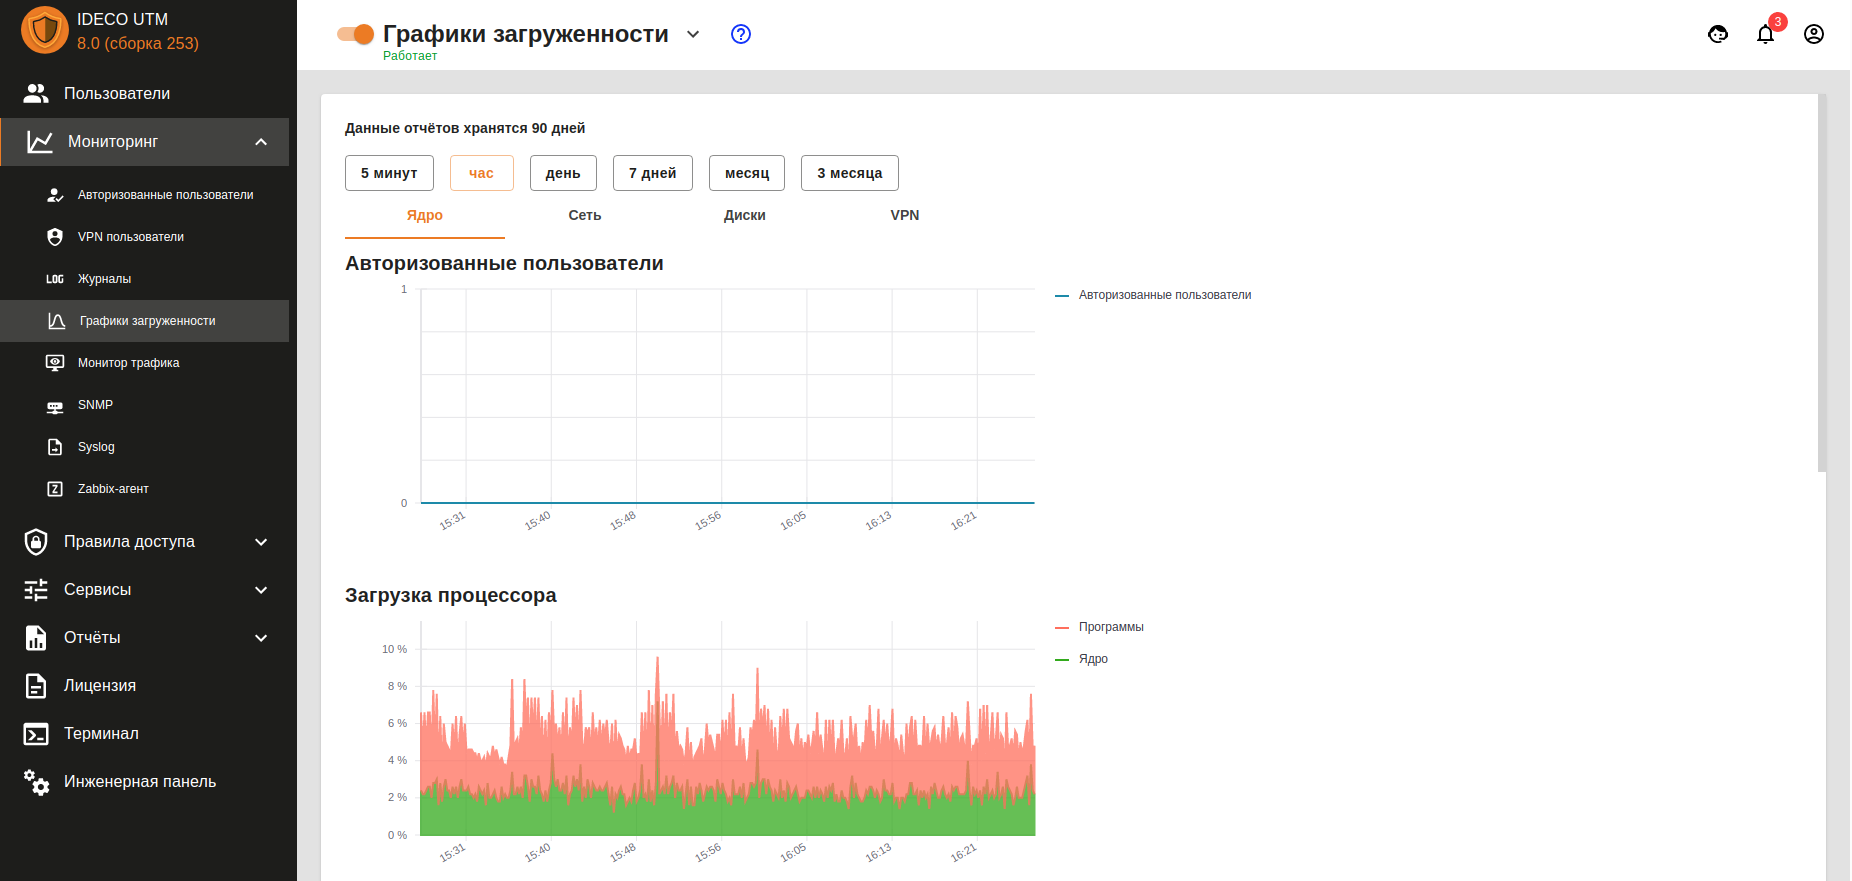 IDECO UTM
8.0 (сборка 253)
Пользователи
Мониторинг
Авторизованные пользователи
VPN пользователи
LOG
Журналы
Графики загруженности
Монитор трафика
SNMP
Syslog
Z
Zabbix-агент
Правила доступа
Сервисы
Отчёты
Лицензия
Терминал
Инженерная панель
Графики загруженности
?
Работает
3
Данные отчётов хранятся 90 дней
5 минут час день 7 дней месяц 3 месяца
Ядро Сеть Диски VPN
Авторизованные пользователи
1
0
15:31 15:40 15:48 15:56 16:05 16:13 16:21
Авторизованные пользователи
Загрузка процессора
10 %
8 %
6 %
4 %
2 %
0 %
15:31 15:40 15:48 15:56 16:05 16:13 16:21
Программы
Ядро